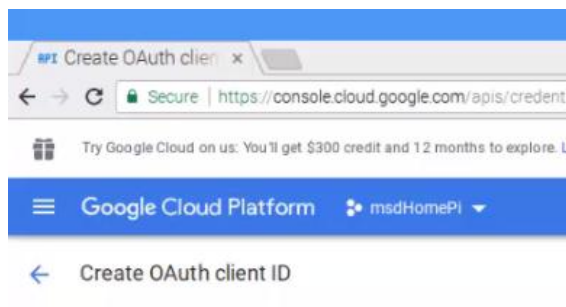 API Create OAuth clien ×
Secure | https://console.cloud.google.com/apis/credent
Try Google Cloud on us: You'll get $300 credit and 12 months to explore. L
Google Cloud Platform msdHomePi
Create OAuth client ID